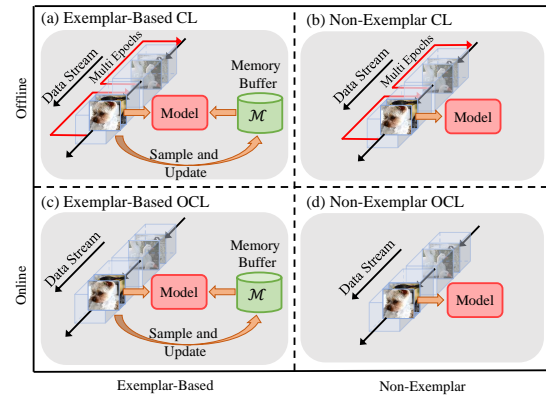 (a) Exemplar-Based CL
Data Stream
Multi Epochs
Model
Memory
Buffer
ℳ
Sample and
Update
(b) Non-Exemplar CL
Data Stream
Multi Epochs
Model
Offline
(c) Exemplar-Based OCL
Data Stream
Model
Memory
Buffer
ℳ
Sample and
Update
(d) Non-Exemplar OCL
Data Stream
Model
Online
Exemplar-Based
Non-Exemplar